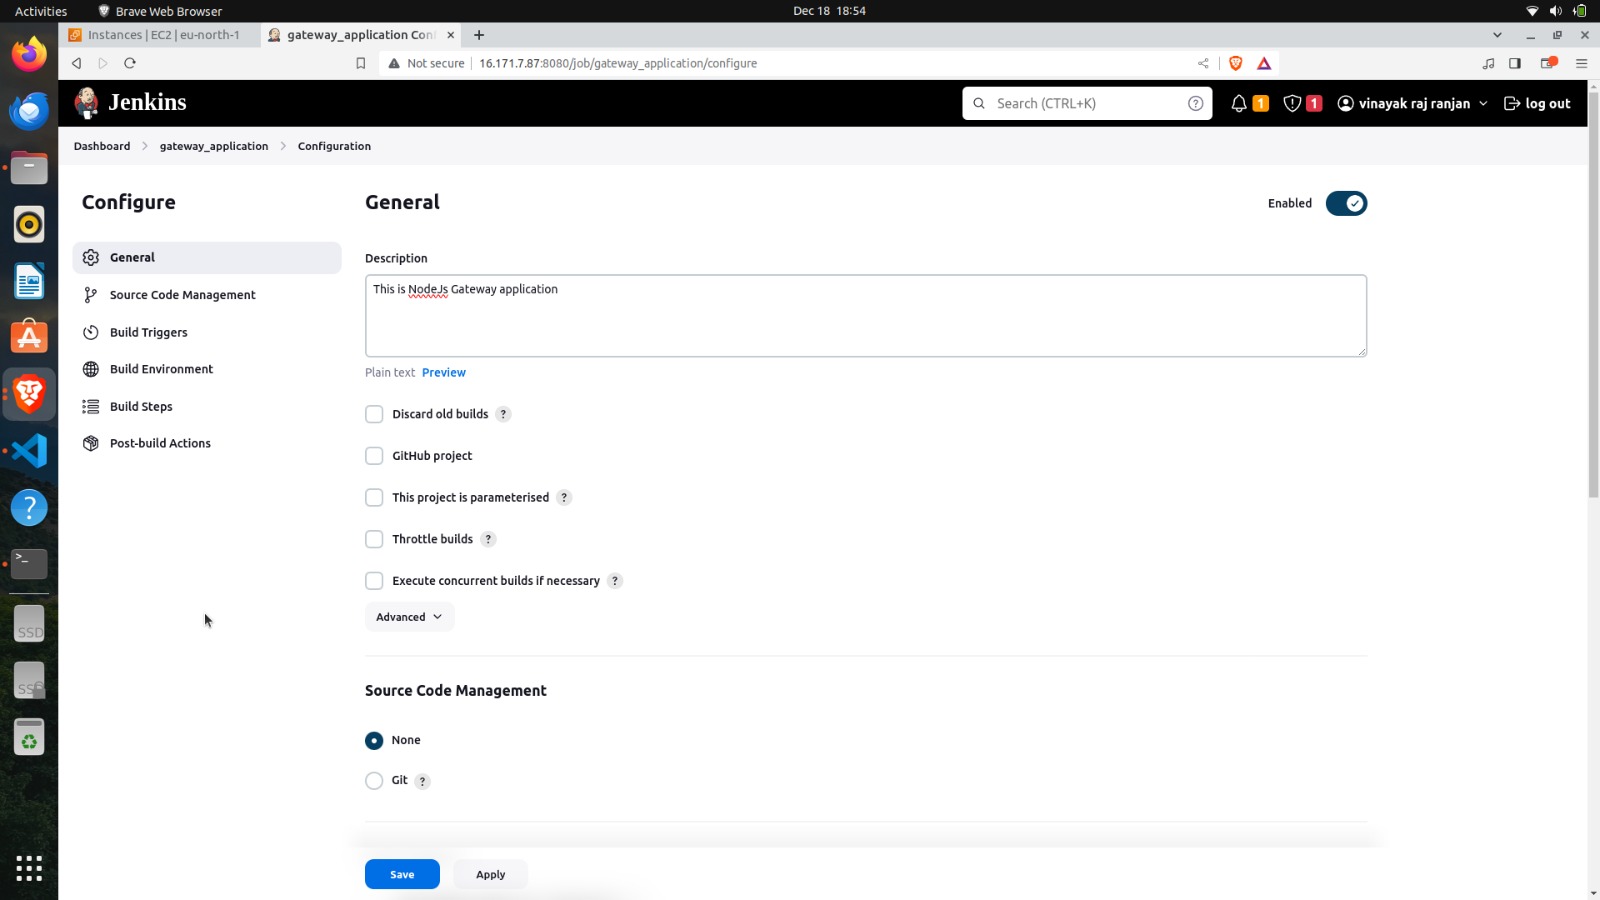 Activities
Brave Web Browser
Dec 18 18:54
Instances | EC2 | eu-north-1
gateway_application Con
Not secure
16.171.7.87:8080/job/gateway_application/configure
Jenkins
Search (CTRL+K)
?
1
1
vinayak raj ranjan
log out
Dashboard
gateway_application
Configuration
Configure
General
Source Code Management
Build Triggers
Build Environment
Build Steps
Post-build Actions
General
Enabled
Description
This is NodeJs Gateway application
Plain text Preview
Discard old builds ?
GitHub project
This project is parameterised ?
Throttle builds ?
Execute concurrent builds if necessary ?
Advanced
Source Code Management
None
Git ?
Save
Apply
?
>_
SSD
SS